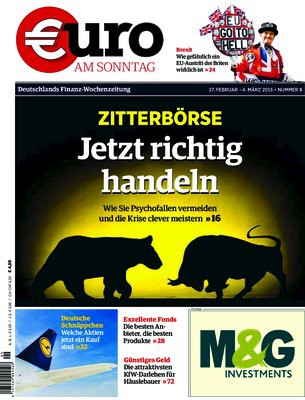 €uro
AM SONNTAG
EU
GO TO
HELL
Brexit
Wie gefährlich ein
EU-Austritt der Briten
wirklich ist »24
Deutschlands Finanz-Wochenzeitung
27. FEBRUAR – 4. MÄRZ 2016 • NUMMER 9
ZITTERBÖRSE
Jetzt richtig
handeln
Wie Sie Psychofallen vermeiden
und die Krise clever meistern »16
Deutsche
Schnäppchen
Welche Aktien
jetzt ein Kauf
sind »22
Exzellente Fonds
Die besten An-
bieter, die besten
Produkte »28
Günstiges Geld
Die attraktivsten
KfW-Darlehen für
Häuslebauer »72
Anzeige
M&G
INVESTMENTS